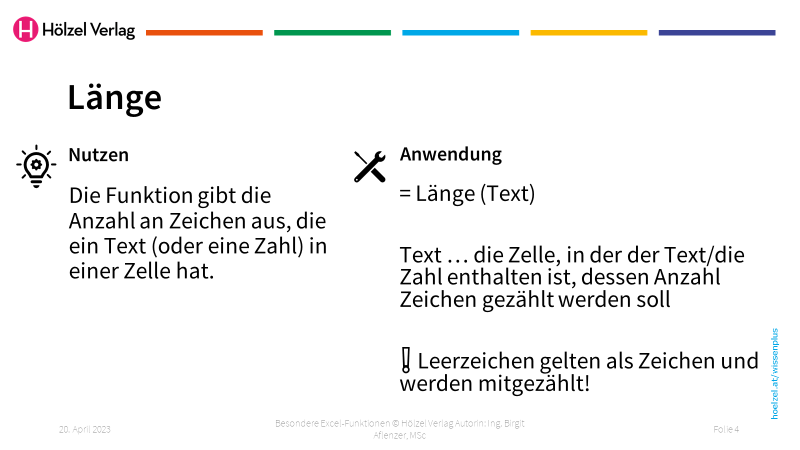 Hölzel Verlag
Länge
Nutzen
Die Funktion gibt die
Anzahl an Zeichen aus, die
ein Text (oder eine Zahl) in
einer Zelle hat.
Anwendung
= Länge (Text)
Text … die Zelle, in der der Text/die
Zahl enthalten ist, dessen Anzahl
Zeichen gezählt werden soll
Leerzeichen gelten als Zeichen und
werden mitgezählt!
hoelzel.at/wissenplus
20. April 2023
Besondere Excel-Funktionen © Hölzel Verlag Autorin: Ing. Birgit
Aflenzer, MSc
Folie 4